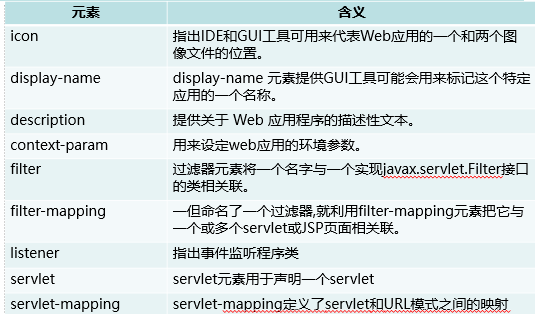 元素 含义
icon 指出IDE和GUI工具可用来代表Web应用的一个和两个图
像文件的位置。
display-name display-name 元素提供GUI工具可能会用来标记这个特定
应用的一个名称。
description 提供关于 Web 应用程序的描述性文本。
context-param 用来设定web应用的环境参数。
filter 过滤器元素将一个名字与一个实现javax.servlet.Filter接口
的类相关联。
filter-mapping 一但命名了一个过滤器,就利用filter-mapping元素把它与
一个或多个servlet或JSP页面相关联。
listener 指出事件监听程序类
servlet servlet元素用于声明一个servlet
servlet-mapping servlet-mapping定义了servlet和URL模式之间的映射